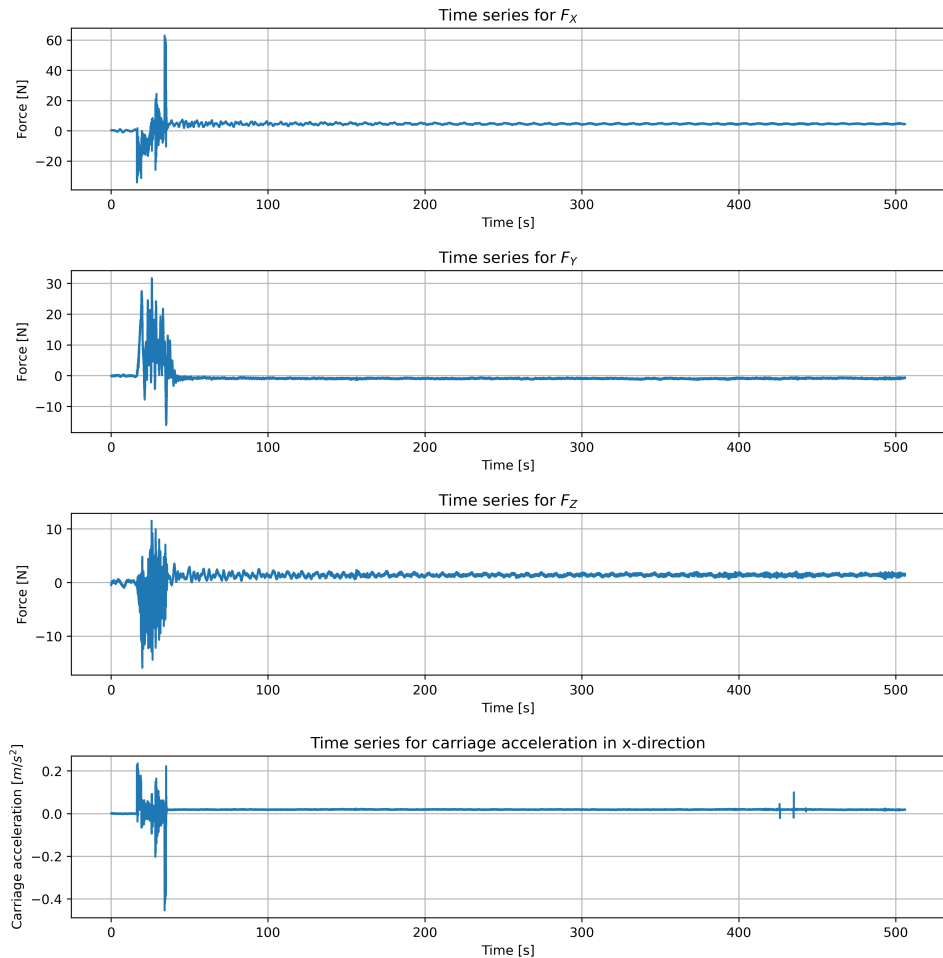 Time series for F_X
Force [N]
60
40
20
0
−20
0 100 200 300 400 500
Time [s]
Time series for F_Y
Force [N]
30
20
10
0
−10
0 100 200 300 400 500
Time [s]
Time series for F_Z
Force [N]
10
0
−10
0 100 200 300 400 500
Time [s]
Time series for carriage acceleration in x-direction
Carriage acceleration [m/s²]
0.2
0.0
−0.2
−0.4
0 100 200 300 400 500
Time [s]